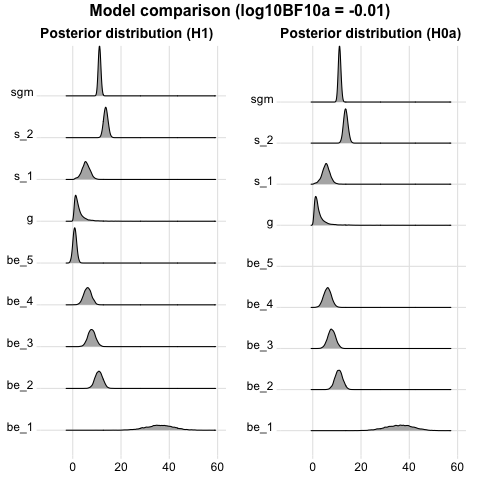 Model comparison (log10BF10a = -0.01)
Posterior distribution (H1)
sgm
s_2
s_1
g
be_5
be_4
be_3
be_2
be_1
0 20 40 60
Posterior distribution (H0a)
sgm
s_2
s_1
g
be_5
be_4
be_3
be_2
be_1
0 20 40 60